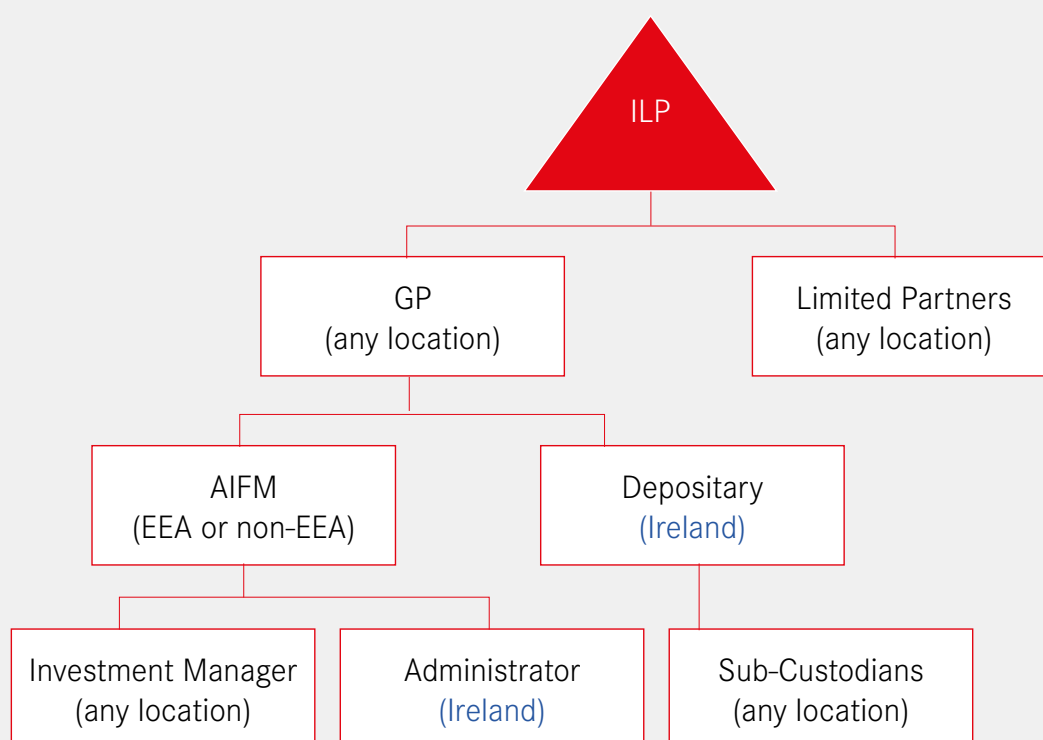 ILP
GP
(any location)
Limited Partners
(any location)
AIFM
(EEA or non-EEA)
Depositary
(Ireland)
Investment Manager
(any location)
Administrator
(Ireland)
Sub-Custodians
(any location)